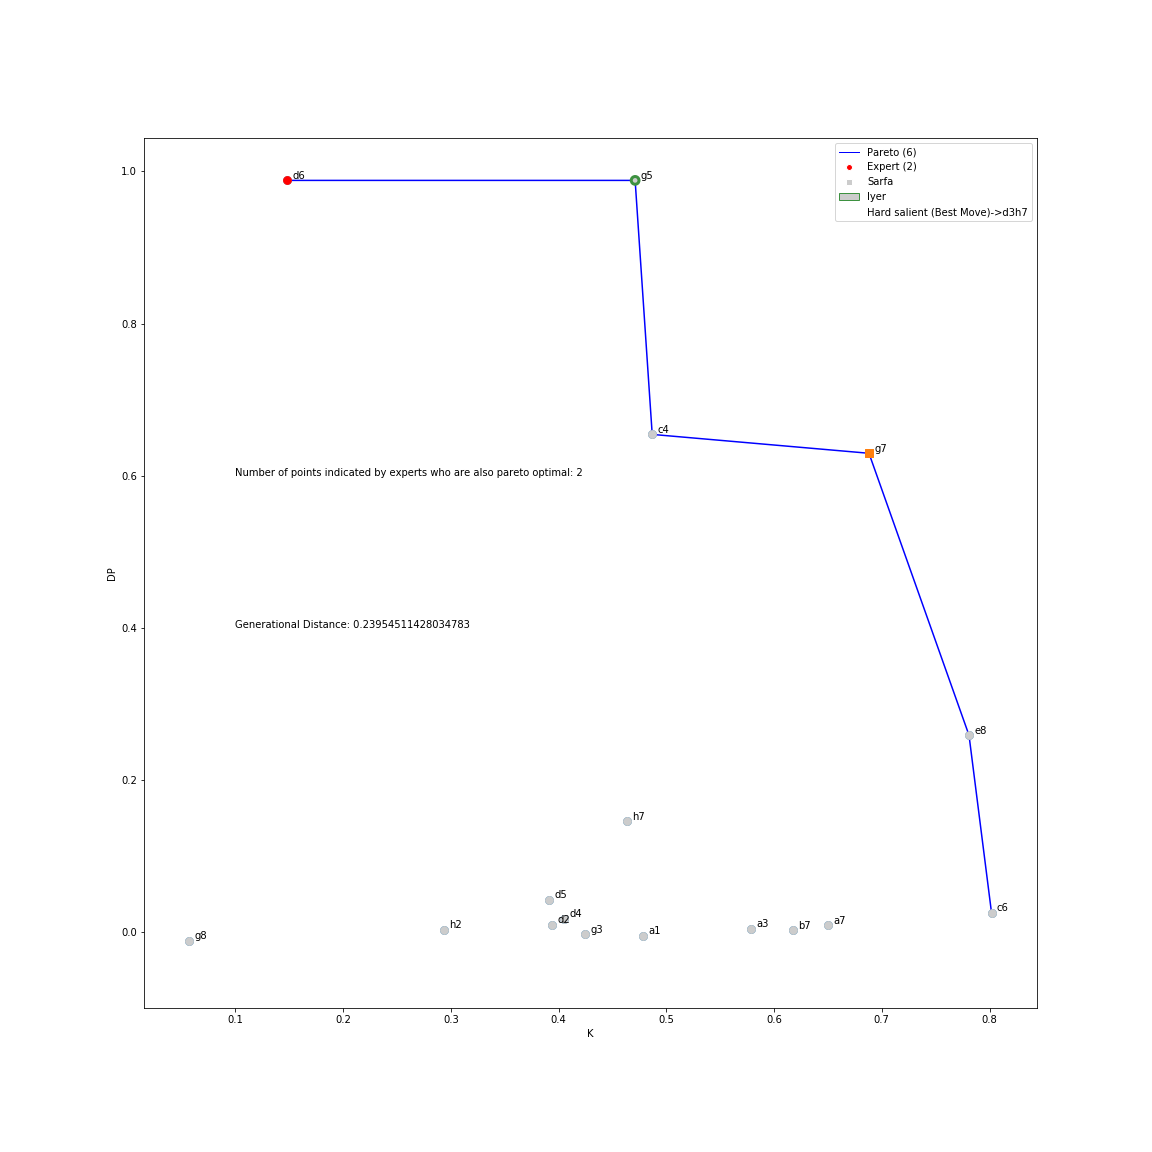 Pareto (6)
Expert (2)
Sarfa
Iyer
Hard salient (Best Move)->d3h7
1.0
d6
g5
0.8
c4
g7
0.6
Number of points indicated by experts who are also pareto optimal: 2
DP
0.4
Generational Distance: 0.23954511428034783
e8
0.2
h7
d5
c6
d4
d2
a7
h2
a3
b7
g3
a1
0.0
g8
0.1
0.2
0.3
0.4
0.5
0.6
0.7
0.8
K